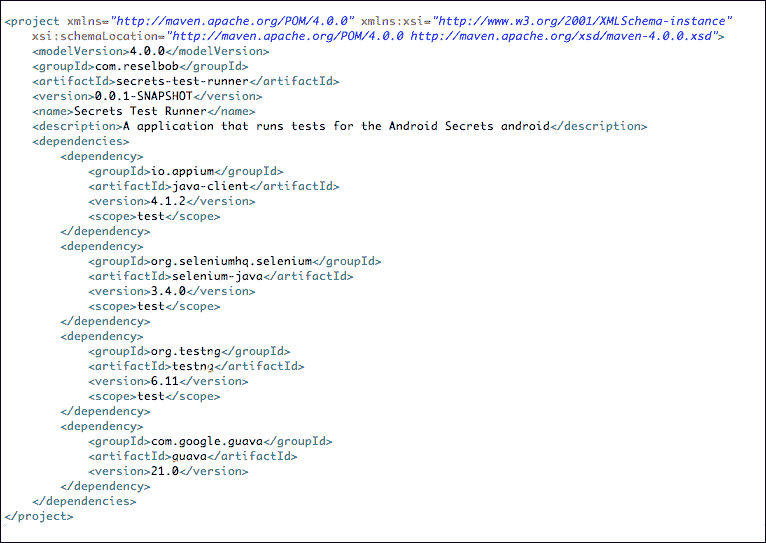 <project xmlns="http://maven.apache.org/POM/4.0.0" xmlns:xsi="http://www.w3.org/2001/XMLSchema-instance"
    xsi:schemaLocation="http://maven.apache.org/POM/4.0.0 http://maven.apache.org/xsd/maven-4.0.0.xsd">
    <modelVersion>4.0.0</modelVersion>
    <groupId>com.reselbob</groupId>
    <artifactId>secrets-test-runner</artifactId>
    <version>0.0.1-SNAPSHOT</version>
    <name>Secrets Test Runner</name>
    <description>A application that runs tests for the Android Secrets android</description>
    <dependencies>
        <dependency>
            <groupId>io.appium</groupId>
            <artifactId>java-client</artifactId>
            <version>4.1.2</version>
            <scope>test</scope>
        </dependency>
        <dependency>
            <groupId>org.seleniumhq.selenium</groupId>
            <artifactId>selenium-java</artifactId>
            <version>3.4.0</version>
            <scope>test</scope>
        </dependency>
        <dependency>
            <groupId>org.testng</groupId>
            <artifactId>testng</artifactId>
            <version>6.11</version>
            <scope>test</scope>
        </dependency>
        <dependency>
            <groupId>com.google.guava</groupId>
            <artifactId>guava</artifactId>
            <version>21.0</version>
        </dependency>
    </dependencies>
</project>